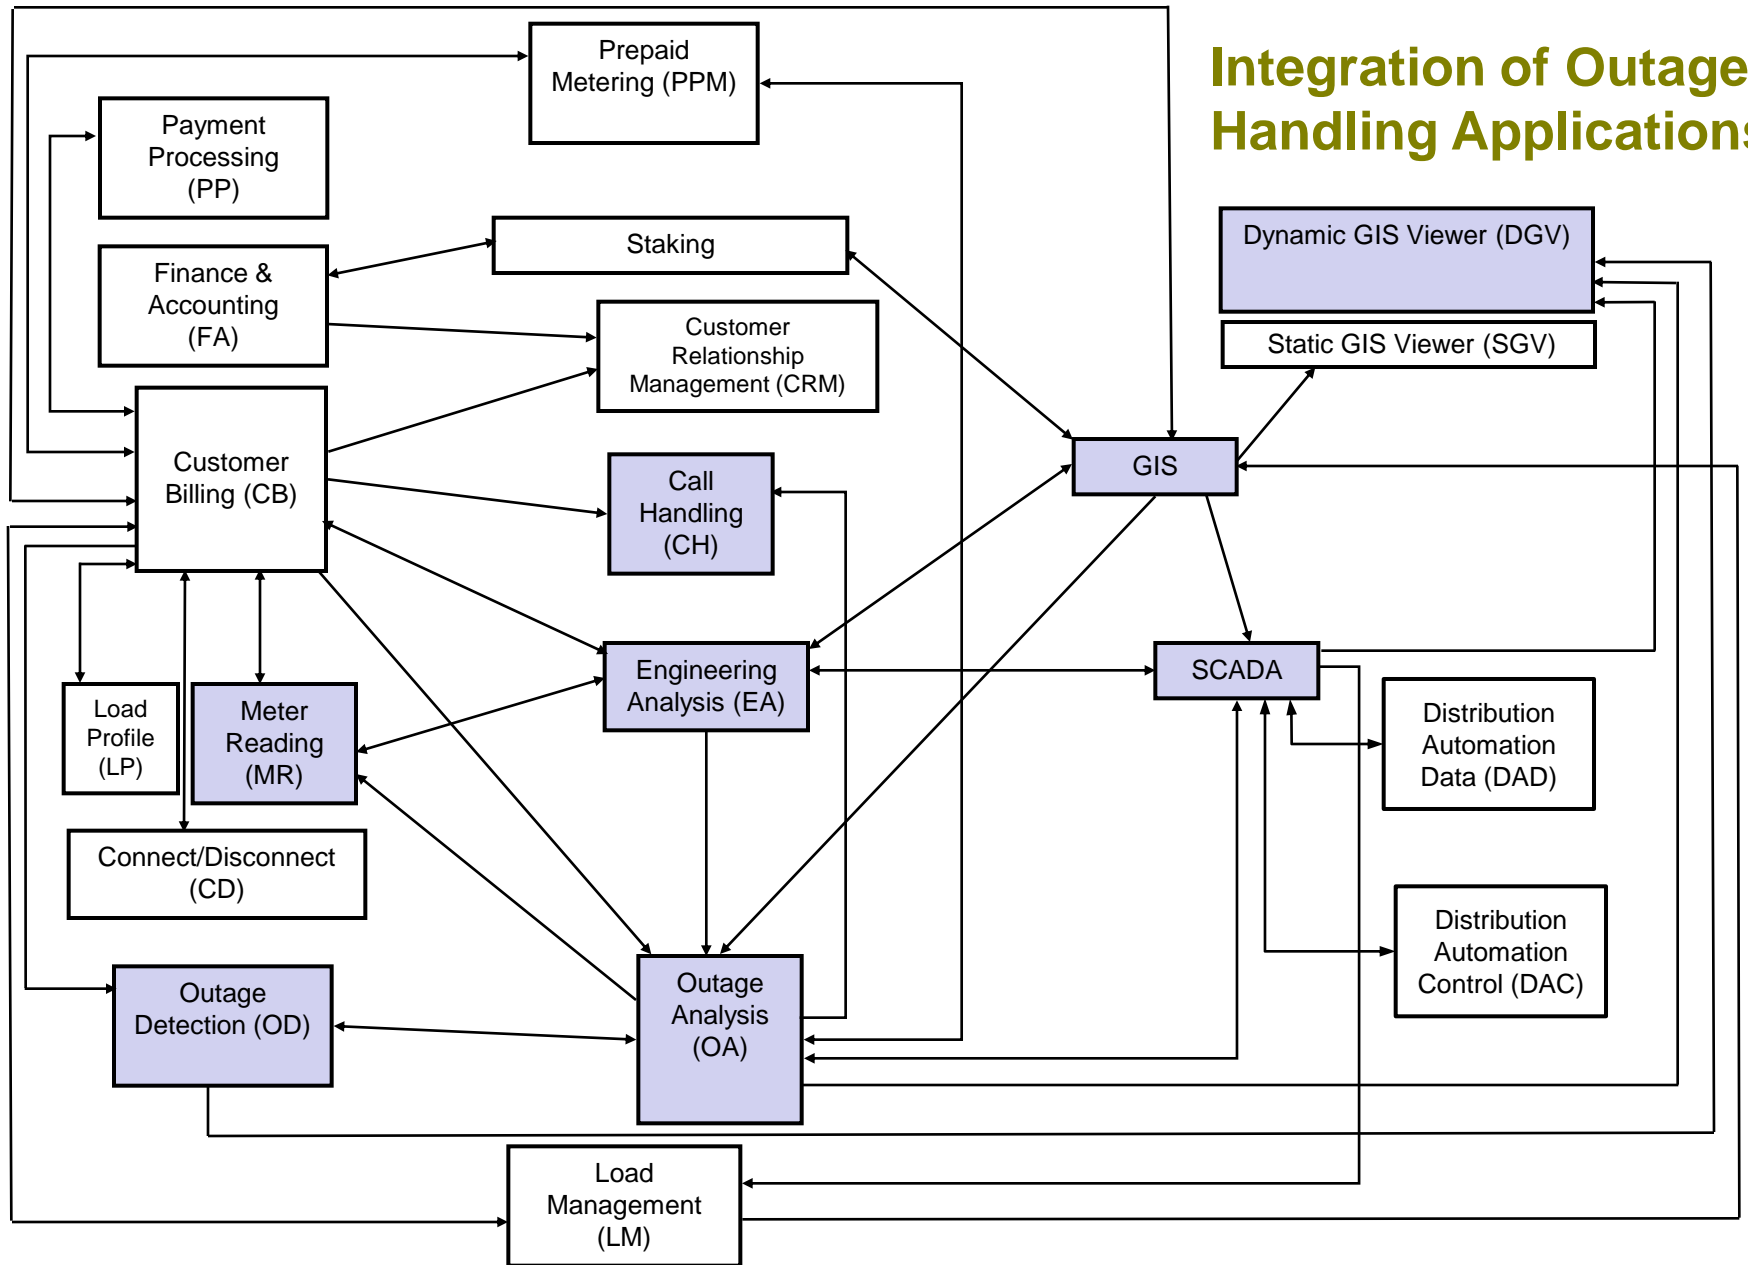 Integration of Outage
Handling Applications
Prepaid
Metering (PPM)
Payment
Processing
(PP)
Staking
Dynamic GIS Viewer (DGV)
Finance &
Accounting
(FA)
Customer
Relationship
Management (CRM)
Static GIS Viewer (SGV)
Customer
Billing (CB)
Call
Handling
(CH)
GIS
Engineering
Analysis (EA)
SCADA
Load
Profile
(LP)
Meter
Reading
(MR)
Distribution
Automation
Data (DAD)
Connect/Disconnect
(CD)
Distribution
Automation
Control (DAC)
Outage
Detection (OD)
Outage
Analysis
(OA)
Load
Management
(LM)